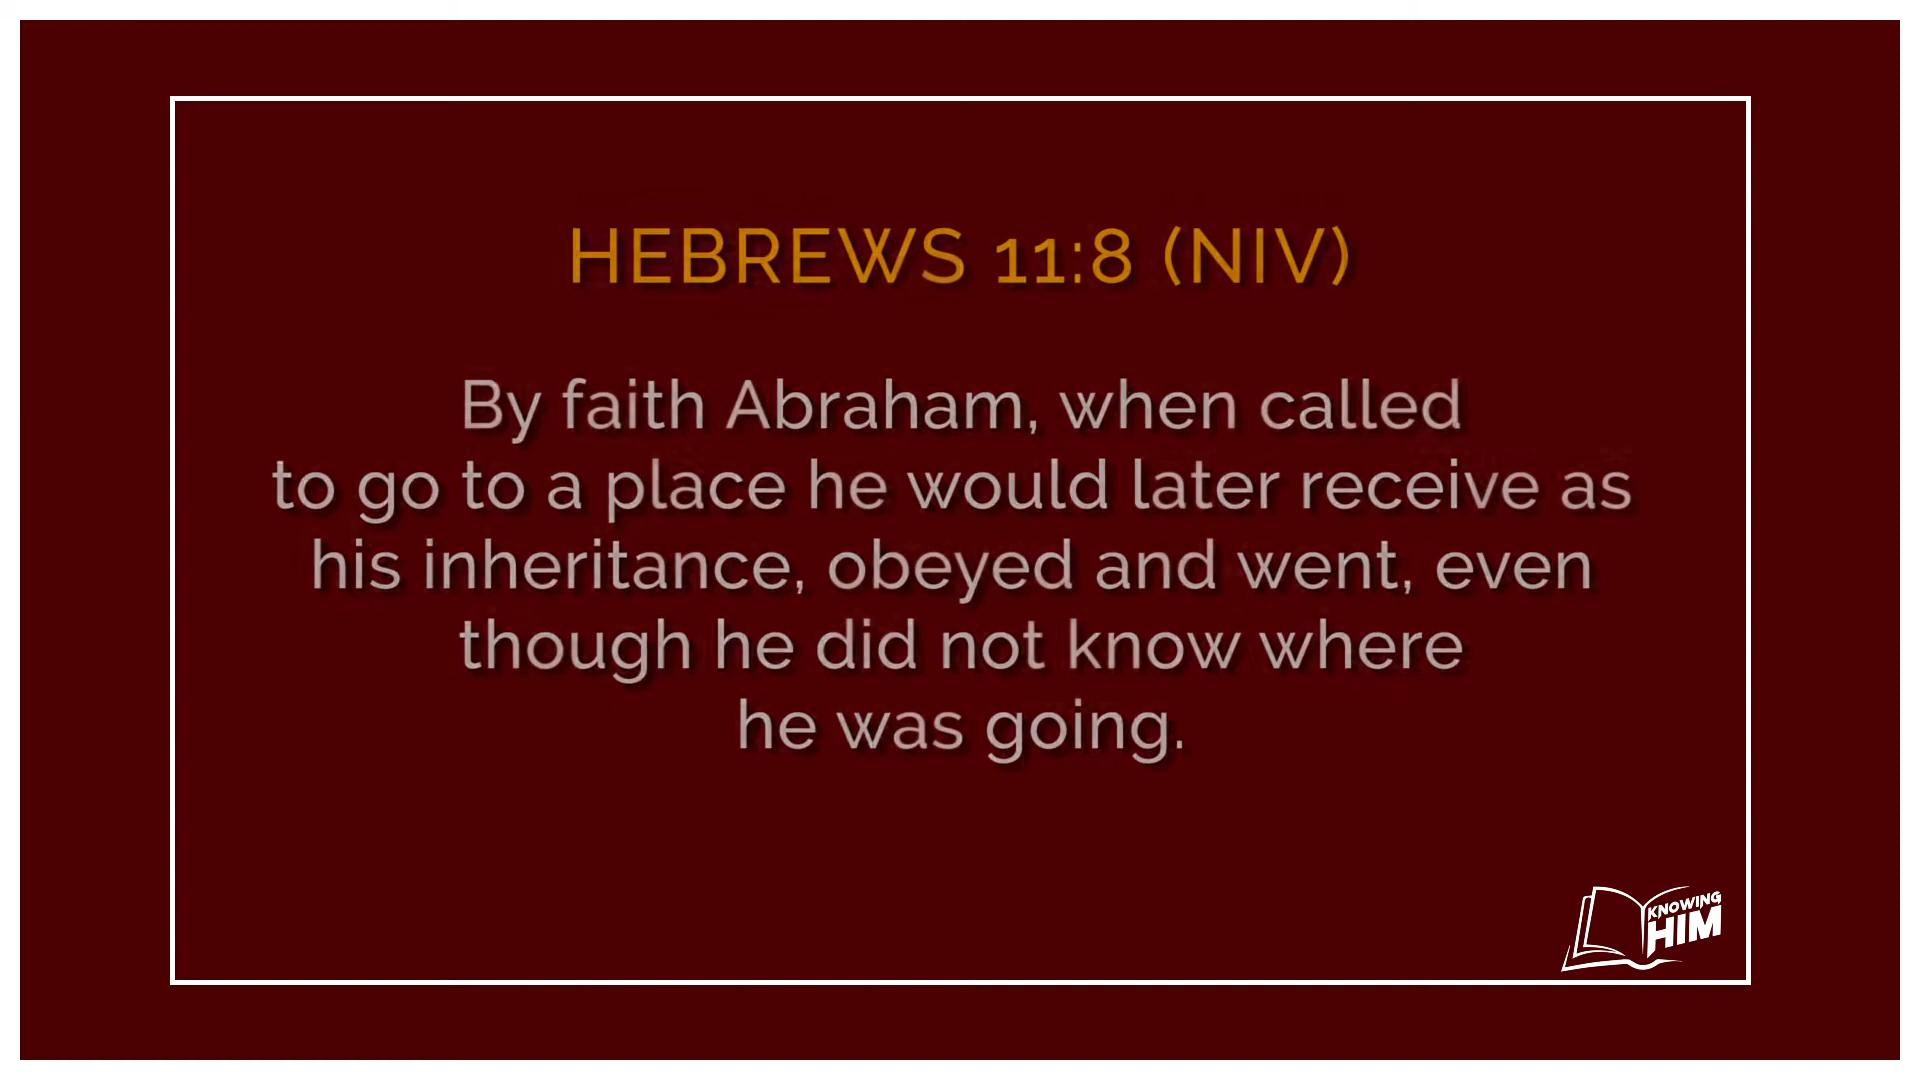 HEBREWS 11:8 (NIV)
By faith Abraham, when called
to go to a place he would later receive as
his inheritance, obeyed and went, even
though he did not know where
he was going.
KNOWING
HIM